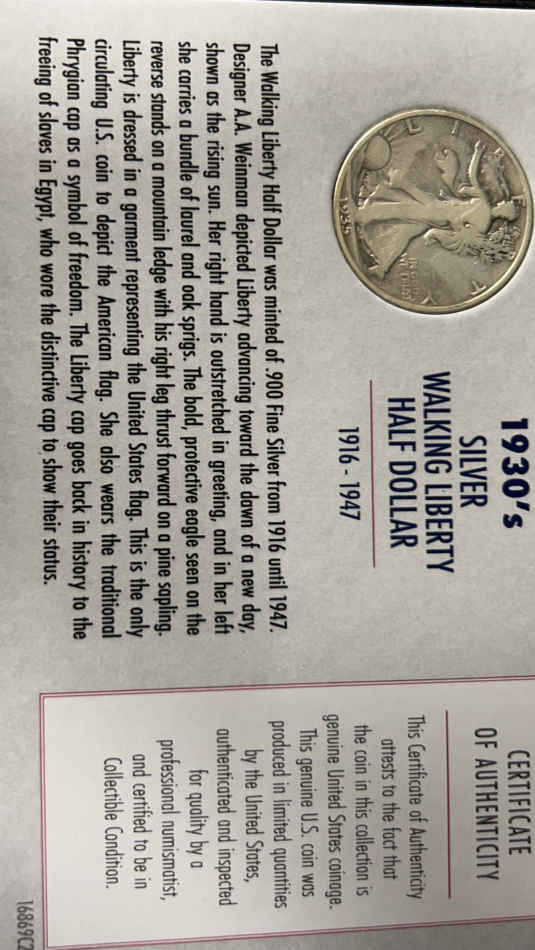 1930's
SILVER
WALKING LIBERTY
HALF DOLLAR
1916 - 1947
The Walking Liberty Half Dollar was minted of .900 Fine Silver from 1916 until 1947.
Designer A.A. Weinman depicted Liberty advancing toward the dawn of a new day,
shown as the rising sun. Her right hand is outstretched in greeting, and in her left
she carries a bundle of laurel and oak sprigs. The bold, protective eagle seen on the
reverse stands on a mountain ledge with his right leg thrust forward on a pine sapling.
Liberty is dressed in a garment representing the United States flag. This is the only
circulating U.S. coin to depict the American flag. She also wears the traditional
Phrygian cap as a symbol of freedom. The Liberty cap goes back in history to the
freeing of slaves in Egypt, who wore the distinctive cap to show their status.
CERTIFICATE
OF AUTHENTICITY
This Certificate of Authenticity
attests to the fact that
the coin in this collection is
genuine United States coinage.
This genuine U.S. coin was
produced in limited quantities
by the United States,
authenticated and inspected
for quality by a
professional numismatist,
and certified to be in
Collectible Condition.